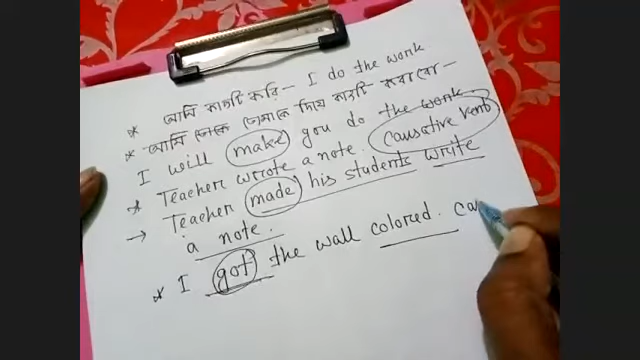 * আমি কাজটি করি - I do the work
* আমি তোকে তোমাকে দিয়ে কাজটি করাবো -
I will make you do the work.
causative verb
* Teacher wrote a note.
→ Teacher made his students write
a note.
* I got the wall colored. ca